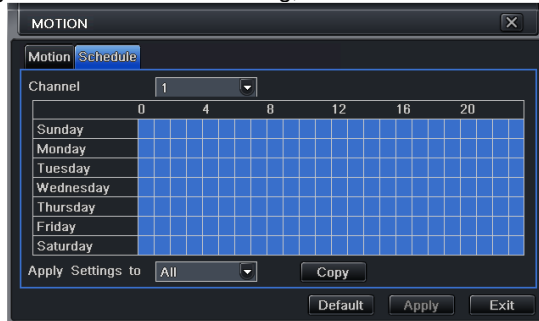 MOTION X
Motion Schedule
Channel 1
0 4 8 12 16 20
Sunday
Monday
Tuesday
Wednesday
Thursday
Friday
Saturday
Apply Settings to All Copy
Default Apply Exit